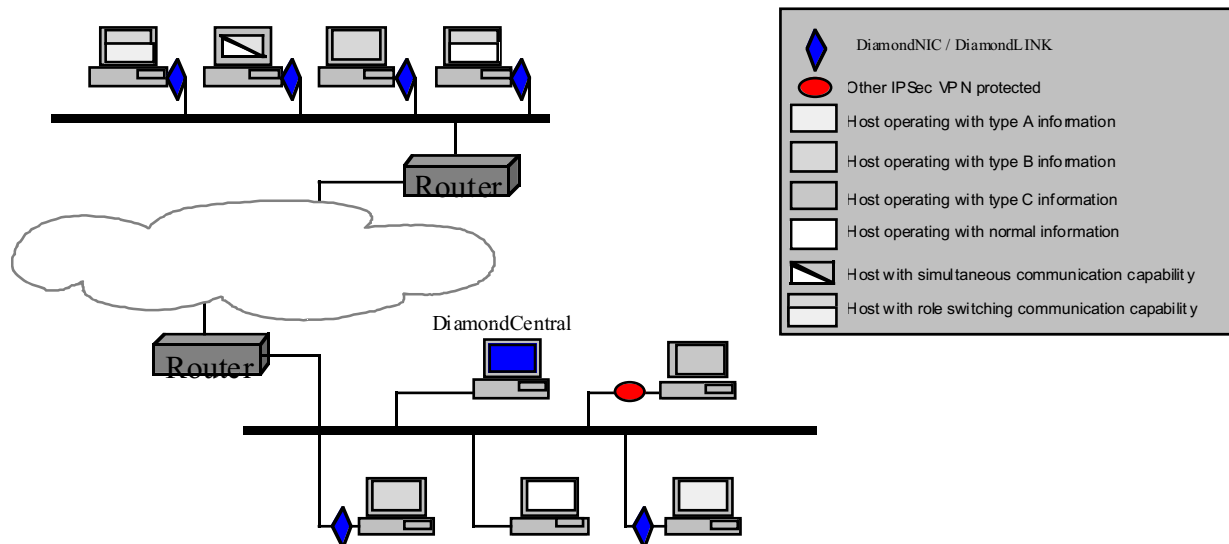 DiamondNIC / DiamondLINK
Other IPSec VPN protected
Host operating with type A information
Host operating with type B information
Host operating with type C information
Host operating with normal information
Host with simultaneous communication capability
Host with role switching communication capability
Router
DiamondCentral
Router